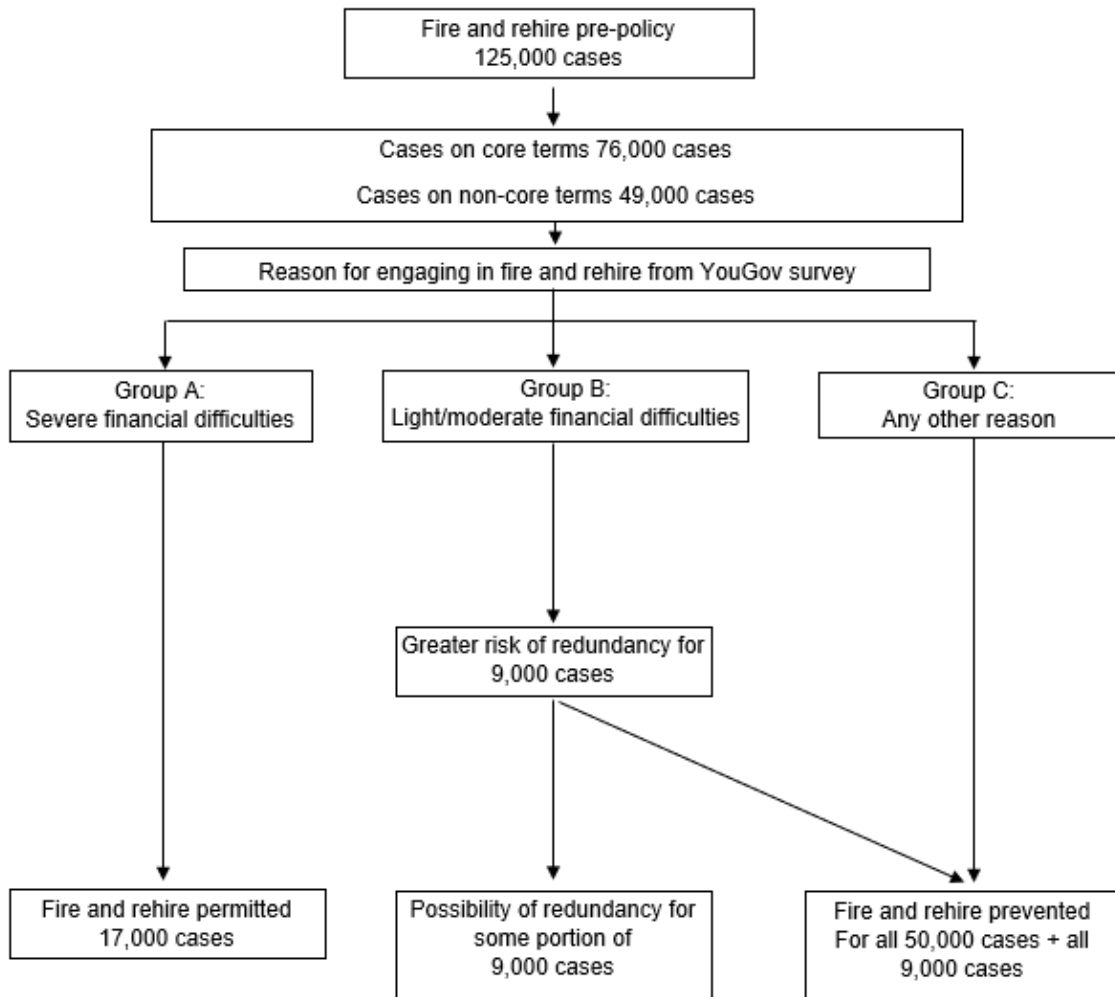 Fire and rehire pre-policy
125,000 cases
Cases on core terms 76,000 cases
Cases on non-core terms 49,000 cases
Reason for engaging in fire and rehire from YouGov survey
Group A:
Severe financial difficulties
Group B:
Light/moderate financial difficulties
Group C:
Any other reason
Greater risk of redundancy for
9,000 cases
Fire and rehire permitted
17,000 cases
Possibility of redundancy for
some portion of
9,000 cases
Fire and rehire prevented
For all 50,000 cases + all
9,000 cases